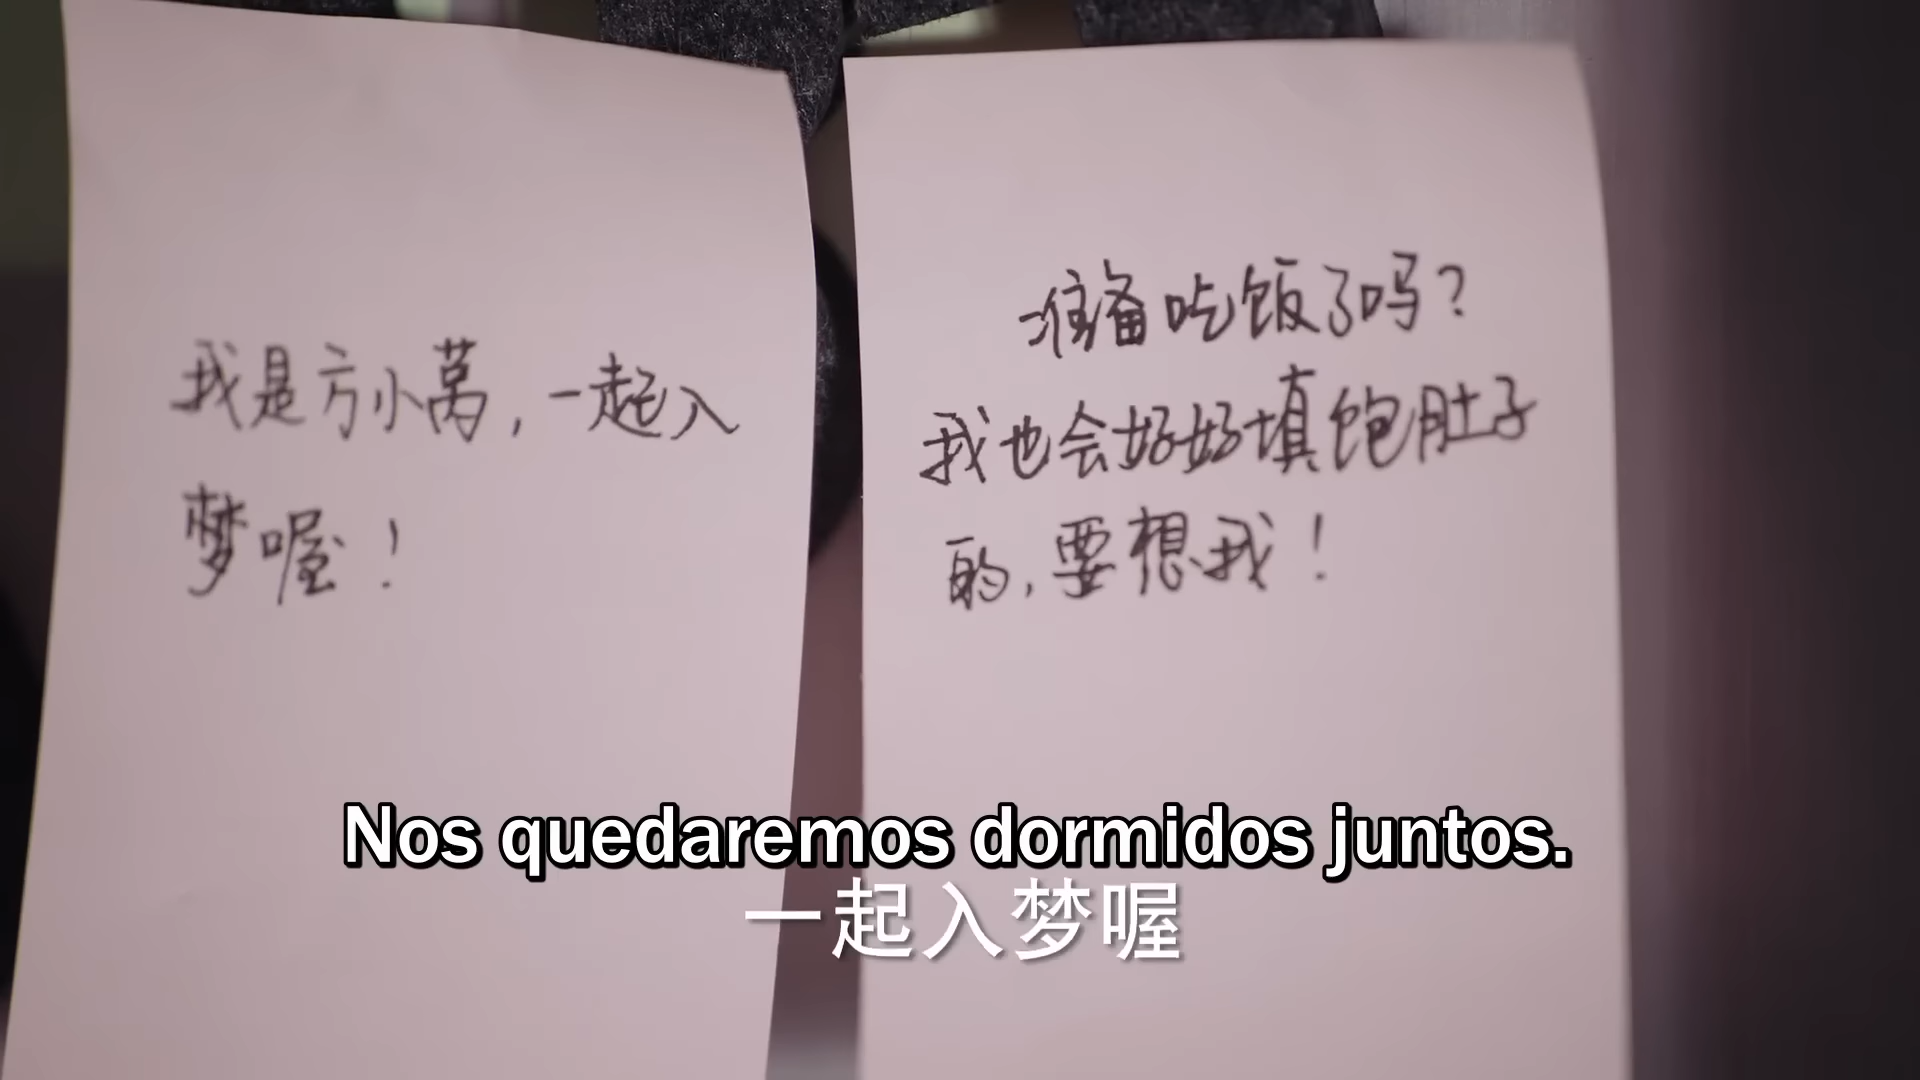 我是方小萵，一起入
梦喔！
准备吃饭了吗？
我也会好好填饱肚子
的，要想我！
Nos quedaremos dormidos juntos.
一起入梦喔